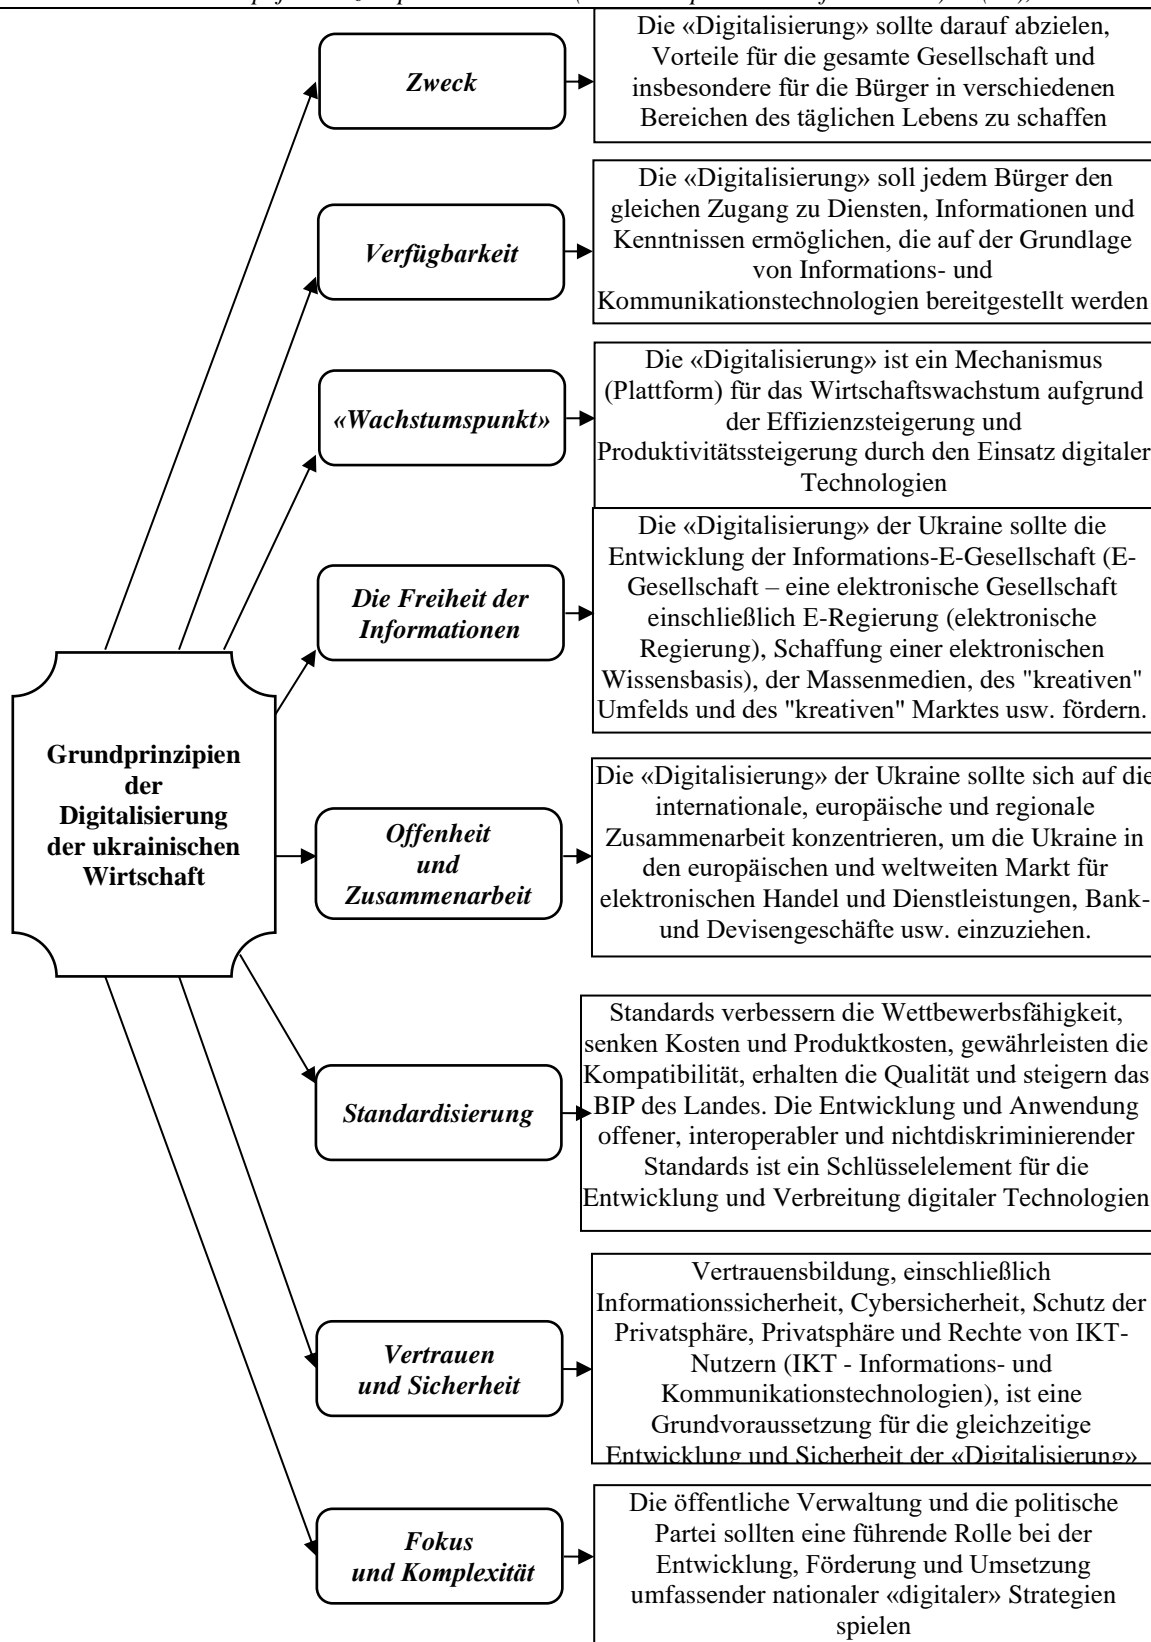 Zweck
Die «Digitalisierung» sollte darauf abzielen,
Vorteile für die gesamte Gesellschaft und
insbesondere für die Bürger in verschiedenen
Bereichen des täglichen Lebens zu schaffen
Verfügbarkeit
Die «Digitalisierung» soll jedem Bürger den
gleichen Zugang zu Diensten, Informationen und
Kenntnissen ermöglichen, die auf der Grundlage
von Informations- und
Kommunikationstechnologien bereitgestellt werden
«Wachstumspunkt»
Die «Digitalisierung» ist ein Mechanismus
(Plattform) für das Wirtschaftswachstum aufgrund
der Effizienzsteigerung und
Produktivitätssteigerung durch den Einsatz digitaler
Technologien
Die Freiheit der
Informationen
Die «Digitalisierung» der Ukraine sollte die
Entwicklung der Informations-E-Gesellschaft (E-
Gesellschaft – eine elektronische Gesellschaft
einschließlich E-Regierung (elektronische
Regierung), Schaffung einer elektronischen
Wissensbasis), der Massenmedien, des "kreativen"
Umfelds und des "kreativen" Marktes usw. fördern.
Grundprinzipien
der
Digitalisierung
der ukrainischen
Wirtschaft
Offenheit
und
Zusammenarbeit
Die «Digitalisierung» der Ukraine sollte sich auf die
internationale, europäische und regionale
Zusammenarbeit konzentrieren, um die Ukraine in
den europäischen und weltweiten Markt für
elektronischen Handel und Dienstleistungen, Bank-
und Devisengeschäfte usw. einzuziehen.
Standardisierung
Standards verbessern die Wettbewerbsfähigkeit,
senken Kosten und Produktkosten, gewährleisten die
Kompatibilität, erhalten die Qualität und steigern das
BIP des Landes. Die Entwicklung und Anwendung
offener, interoperabler und nichtdiskriminierender
Standards ist ein Schlüsselelement für die
Entwicklung und Verbreitung digitaler Technologien
Vertrauen
und Sicherheit
Vertrauensbildung, einschließlich
Informationssicherheit, Cybersicherheit, Schutz der
Privatsphäre, Privatsphäre und Rechte von IKT-
Nutzern (IKT - Informations- und
Kommunikationstechnologien), ist eine
Grundvoraussetzung für die gleichzeitige
Entwicklung und Sicherheit der «Digitalisierung»
Fokus
und Komplexität
Die öffentliche Verwaltung und die politische
Partei sollten eine führende Rolle bei der
Entwicklung, Förderung und Umsetzung
umfassender nationaler «digitaler» Strategien
spielen